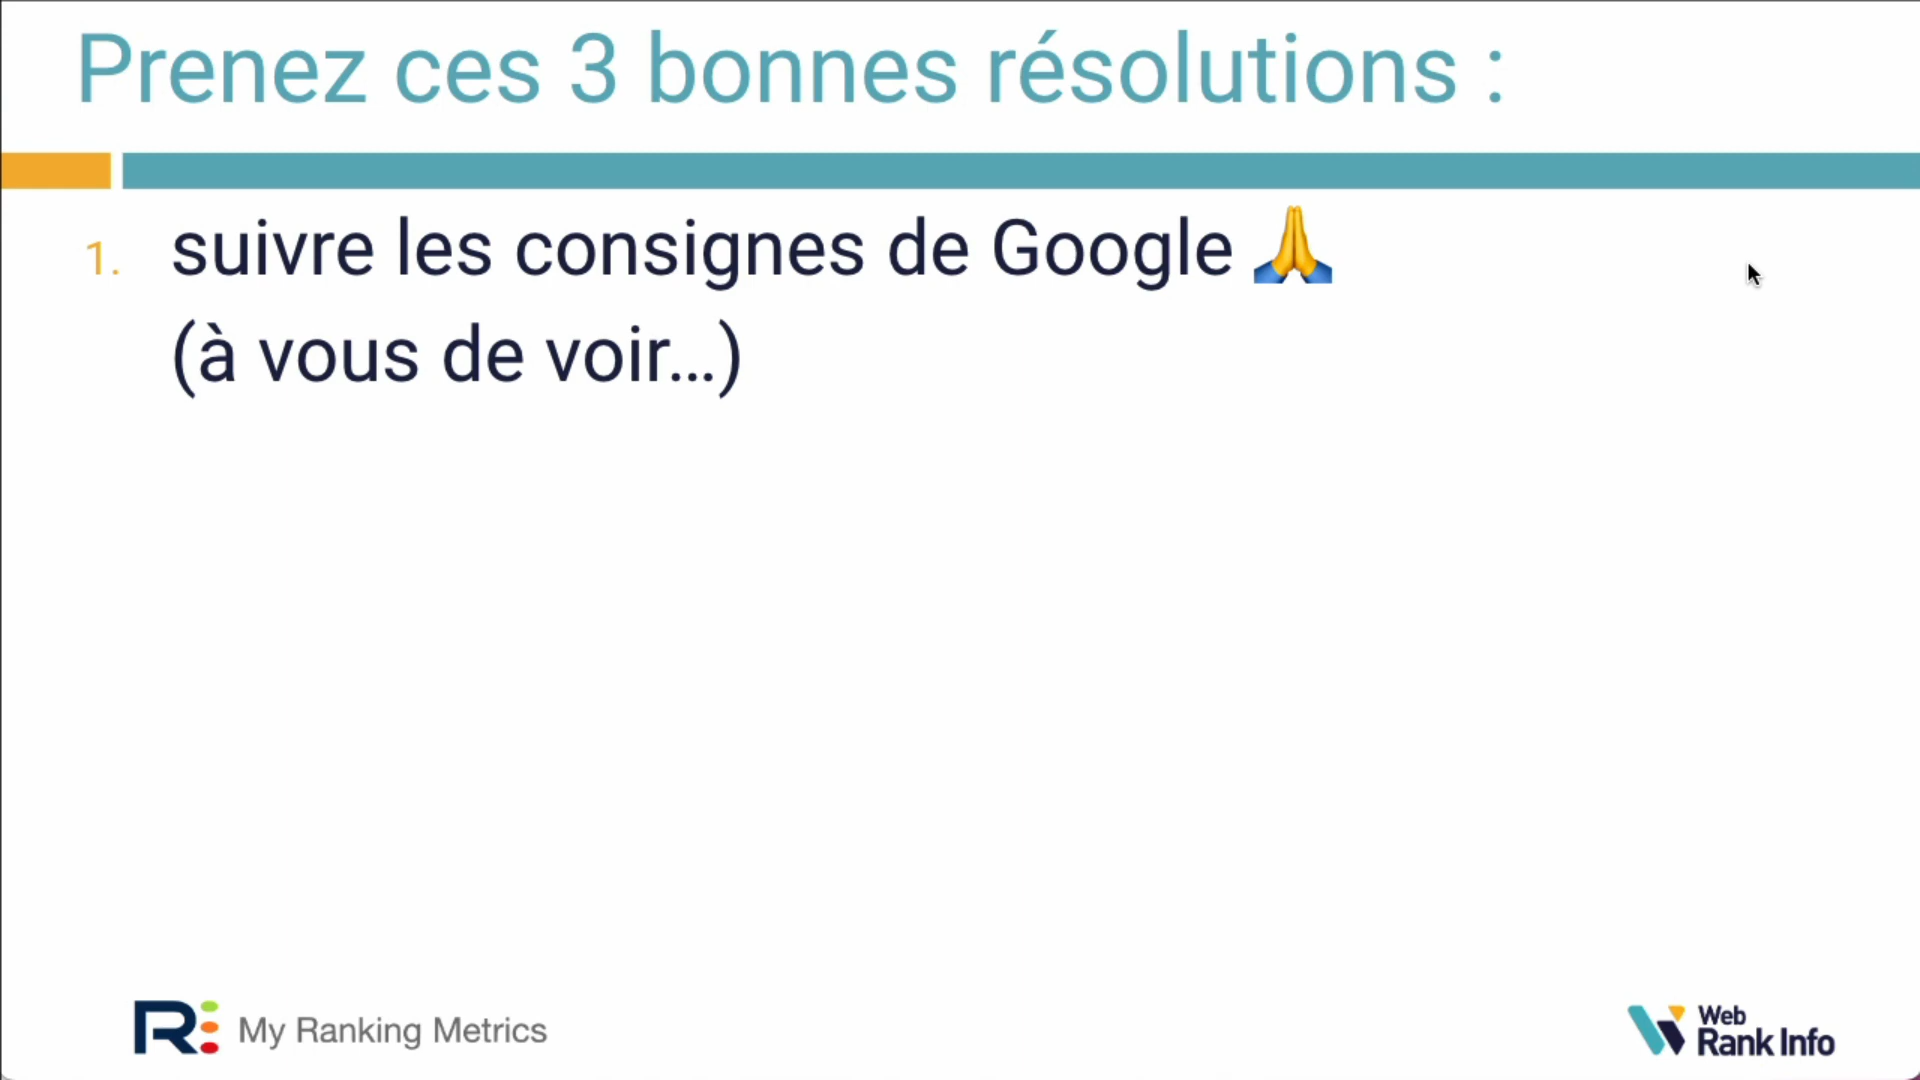 Prenez ces 3 bonnes résolutions :
1. suivre les consignes de Google 🙏
(à vous de voir...)
R: My Ranking Metrics
Web
Rank Info